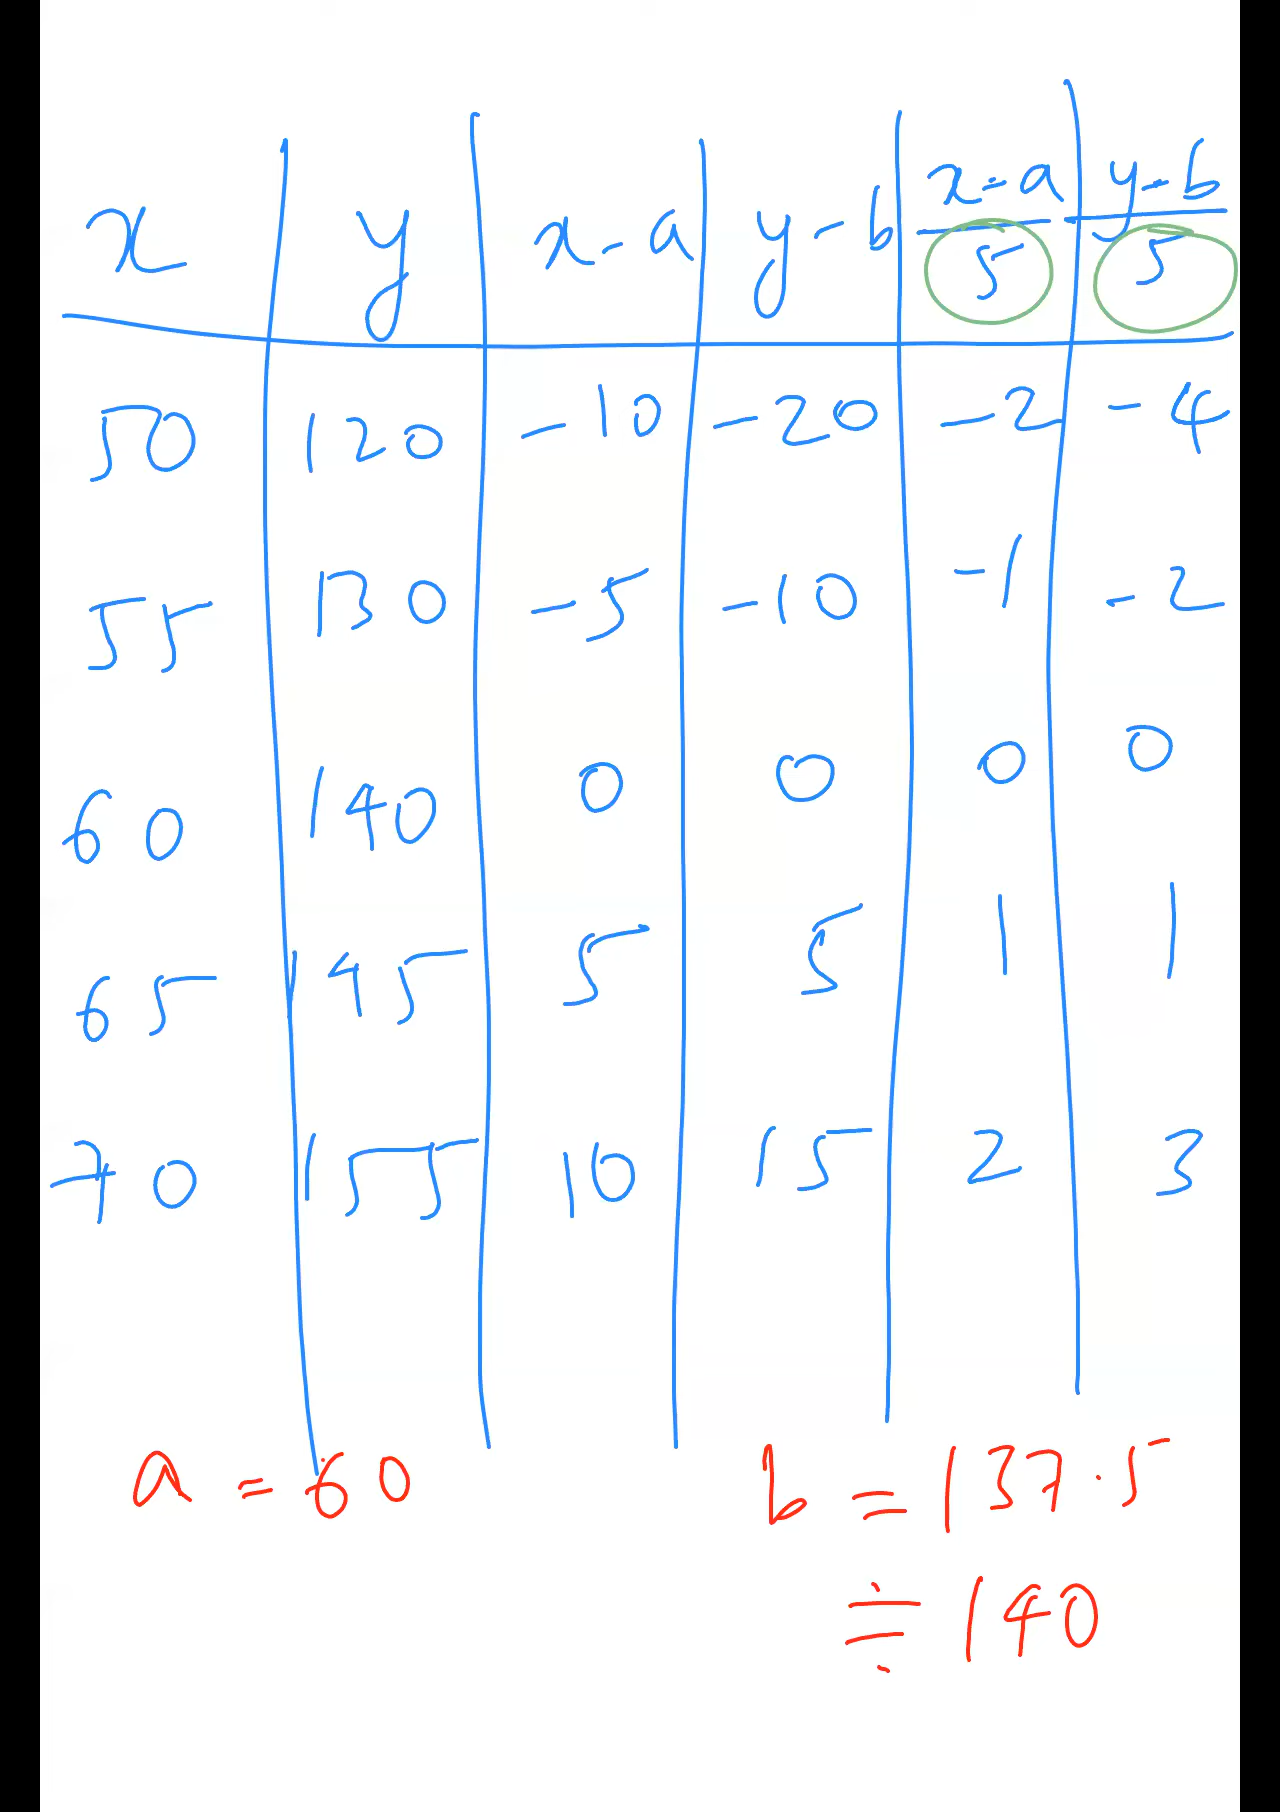 x y x-a y-b x-a/5 y-b/5
50 120 -10 -20 -2 -4
55 130 -5 -10 -1 -2
60 140 0 0 0 0
65 145 5 5 1 1
70 155 10 15 2 3
a = 60 b = 137.5
≑ 140